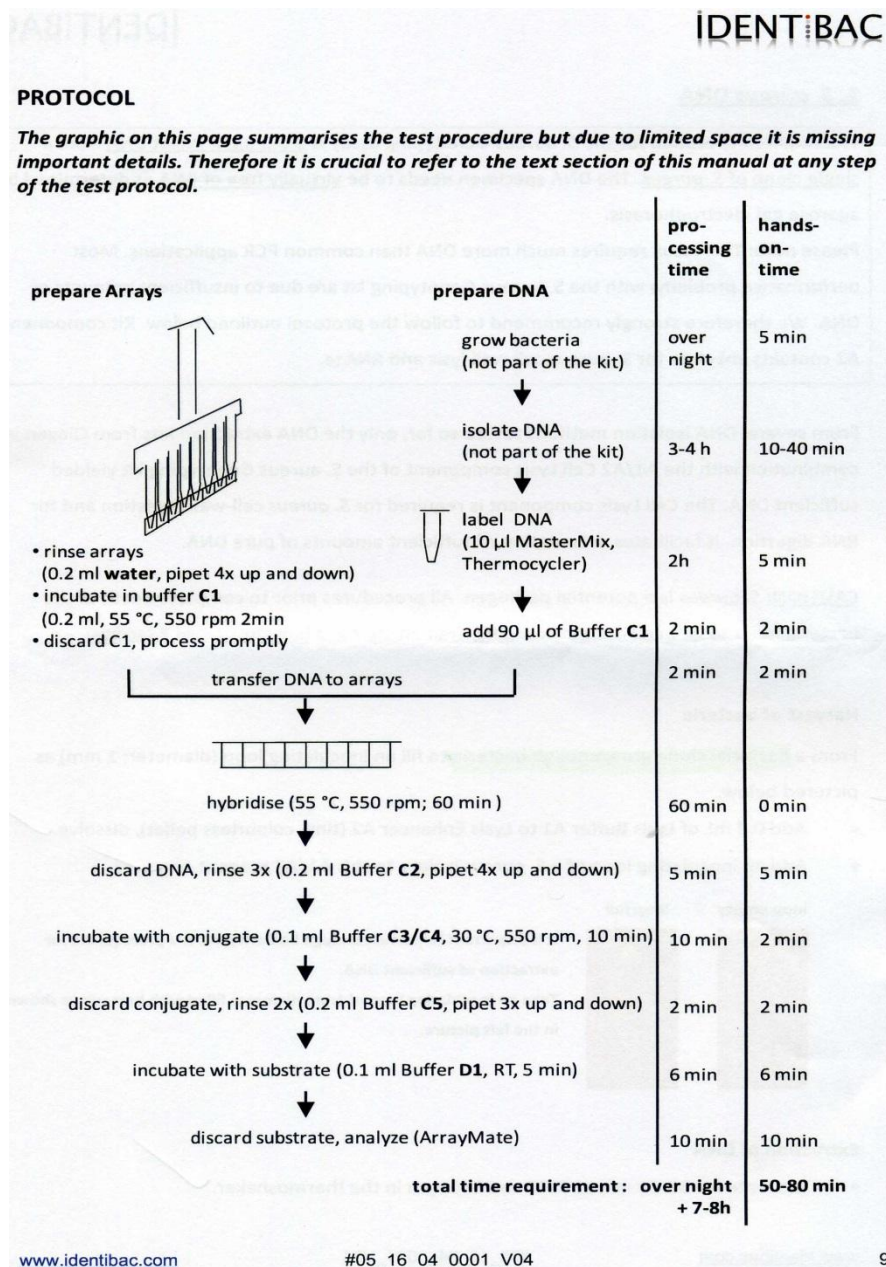 IDENTIBAC
PROTOCOL
The graphic on this page summarises the test procedure but due to limited space it is missing
important details. Therefore it is crucial to refer to the text section of this manual at any step
of the test protocol.
pro-
cessing
time
hands-
on-
time
prepare Arrays
prepare DNA
grow bacteria
(not part of the kit)
over
night
5 min
isolate DNA
(not part of the kit)
3-4 h
10-40 min
label DNA
(10 µl MasterMix,
Thermocycler)
2h
5 min
• rinse arrays
(0.2 ml water, pipet 4x up and down)
• incubate in buffer C1
(0.2 ml, 55 °C, 550 rpm 2min
• discard C1, process promptly
add 90 µl of Buffer C1
2 min
2 min
transfer DNA to arrays
2 min
2 min
hybridise (55 °C, 550 rpm; 60 min )
60 min
0 min
discard DNA, rinse 3x (0.2 ml Buffer C2, pipet 4x up and down)
5 min
5 min
incubate with conjugate (0.1 ml Buffer C3/C4, 30 °C, 550 rpm, 10 min)
10 min
2 min
discard conjugate, rinse 2x (0.2 ml Buffer C5, pipet 3x up and down)
2 min
2 min
incubate with substrate (0.1 ml Buffer D1, RT, 5 min)
6 min
6 min
discard substrate, analyze (ArrayMate)
10 min
10 min
total time requirement : over night
+ 7-8h
50-80 min
www.identibac.com
#05_16_04_0001_V04
9